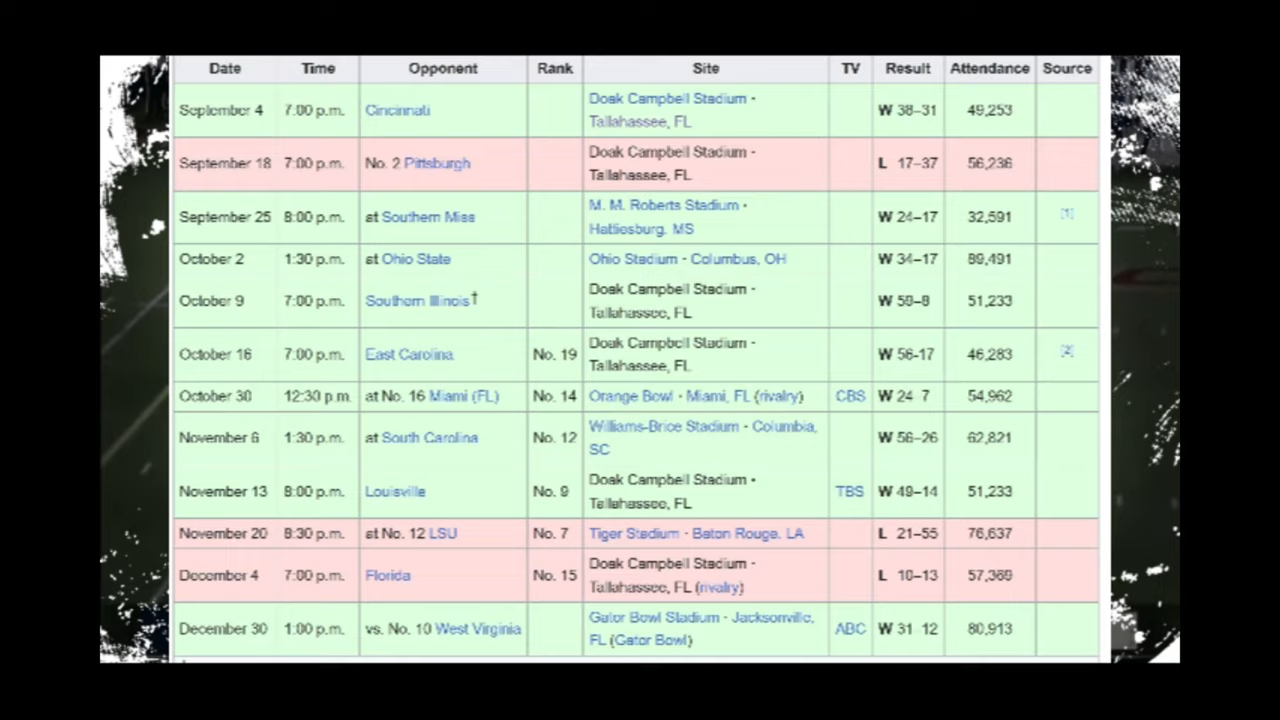 Date Time Opponent Rank Site TV Result Attendance Source
September 4 7:00 p.m. Cincinnati Doak Campbell Stadium • Tallahassee, FL W 38–31 49,253
September 18 7:00 p.m. No. 2 Pittsburgh Doak Campbell Stadium • Tallahassee, FL L 17–37 56,236
September 25 8:00 p.m. at Southern Miss M. M. Roberts Stadium • Hattiesburg, MS W 24–17 32,591 [1]
October 2 1:30 p.m. at Ohio State Ohio Stadium • Columbus, OH W 34–17 89,491
October 9 7:00 p.m. Southern Illinois† Doak Campbell Stadium • Tallahassee, FL W 59–8 51,233
October 16 7:00 p.m. East Carolina No. 19 Doak Campbell Stadium • Tallahassee, FL W 56-17 46,283 [2]
October 30 12:30 p.m. at No. 16 Miami (FL) No. 14 Orange Bowl • Miami, FL (rivalry) CBS W 24–7 54,962
November 6 1:30 p.m. at South Carolina No. 12 Williams-Brice Stadium • Columbia, SC W 56–26 62,821
November 13 8:00 p.m. Louisville No. 9 Doak Campbell Stadium • Tallahassee, FL TBS W 49–14 51,233
November 20 8:30 p.m. at No. 12 LSU No. 7 Tiger Stadium • Baton Rouge, LA L 21–55 76,637
December 4 7:00 p.m. Florida No. 15 Doak Campbell Stadium • Tallahassee, FL (rivalry) L 10–13 57,369
December 30 1:00 p.m. vs. No. 10 West Virginia Gator Bowl Stadium • Jacksonville, FL (Gator Bowl) ABC W 31–12 80,913